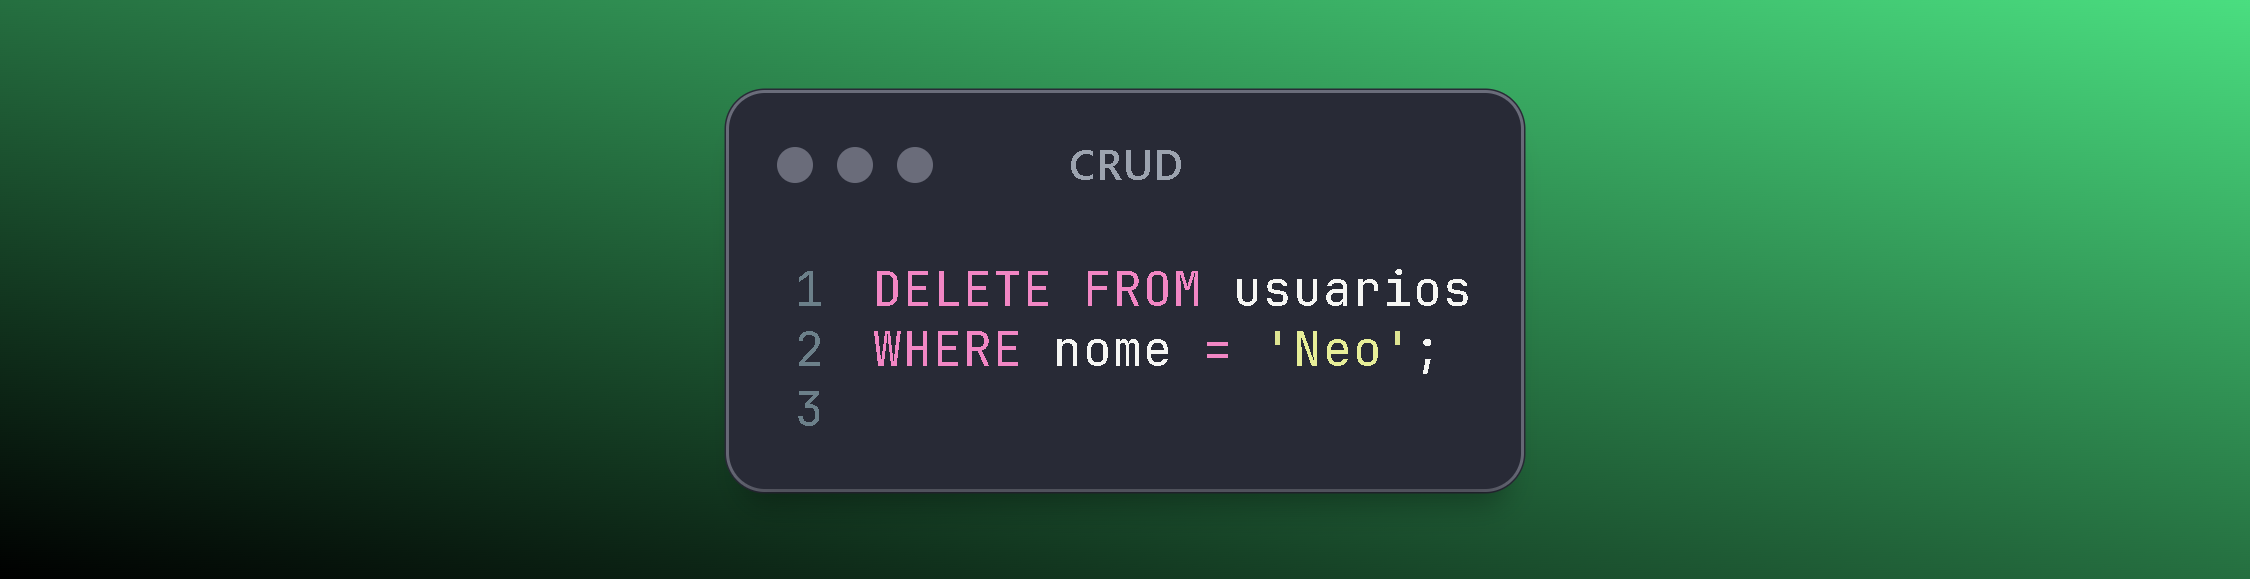 CRUD
1 DELETE FROM usuarios
2 WHERE nome = 'Neo';
3